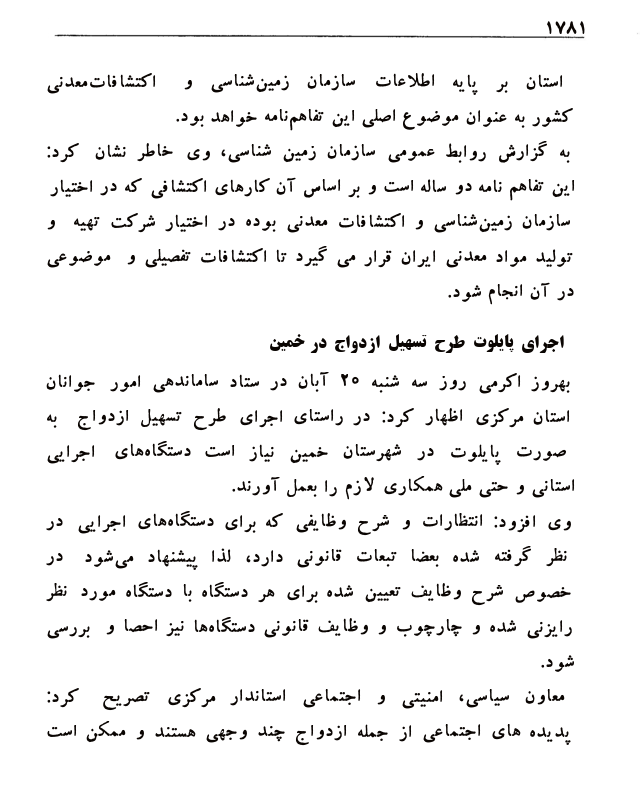 ۱۷۸۱
استان بر پایه اطلاعات سازمان زمین‌شناسی و اکتشافات‌معدنی
کشور به عنوان موضوع اصلی این تفاهم‌نامه خواهد بود.
به گزارش روابط عمومی سازمان زمین شناسی، وی خاطر نشان کرد:
این تفاهم نامه دو ساله است و بر اساس آن کارهای اکتشافی که در اختیار
سازمان زمین‌شناسی و اکتشافات معدنی بوده در اختیار شرکت تهیه و
تولید مواد معدنی ایران قرار می گیرد تا اکتشافات تفصیلی و موضوعی
در آن انجام شود.
اجرای پایلوت طرح تسهیل ازدواج در خمین
بهروز اکرمی روز سه شنبه ۲۰ آبان در ستاد ساماندهی امور جوانان
استان مرکزی اظهار کرد: در راستای اجرای طرح تسهیل ازدواج به
صورت پایلوت در شهرستان خمین نیاز است دستگاه‌های اجرایی
استانی و حتی ملی همکاری لازم را بعمل آورند.
وی افزود: انتظارات و شرح وظایفی که برای دستگاه‌های اجرایی در
نظر گرفته شده بعضا تبعات قانونی دارد، لذا پیشنهاد می‌شود در
خصوص شرح وظایف تعیین شده برای هر دستگاه با دستگاه مورد نظر
رایزنی شده و چارچوب و وظایف قانونی دستگاه‌ها نیز احصا و بررسی
شود.
معاون سیاسی، امنیتی و اجتماعی استاندار مرکزی تصریح کرد:
پدیده های اجتماعی از جمله ازدواج چند وجهی هستند و ممکن است